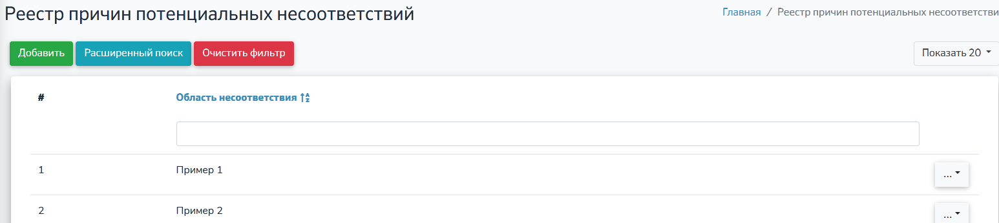 Реестр причин потенциальных несоответствий
Главная / Реестр причин потенциальных несоответстви
Добавить Расширенный поиск Очистить фильтр Показать 20
# Область несоответствия
1 Пример 1 ...
2 Пример 2 ...